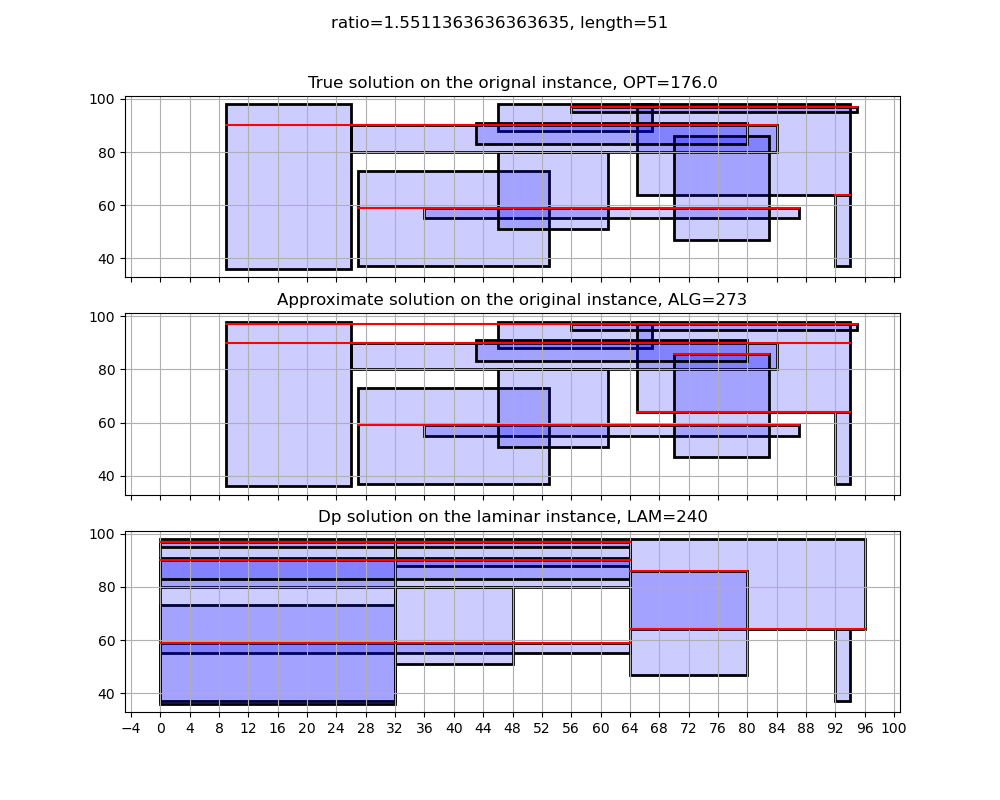 ratio=1.5511363636363635, length=51
True solution on the orignal instance, OPT=176.0
100
80
60
40
Approximate solution on the original instance, ALG=273
100
80
60
40
Dp solution on the laminar instance, LAM=240
100
80
60
40
−4 0 4 8 12 16 20 24 28 32 36 40 44 48 52 56 60 64 68 72 76 80 84 88 92 96 100